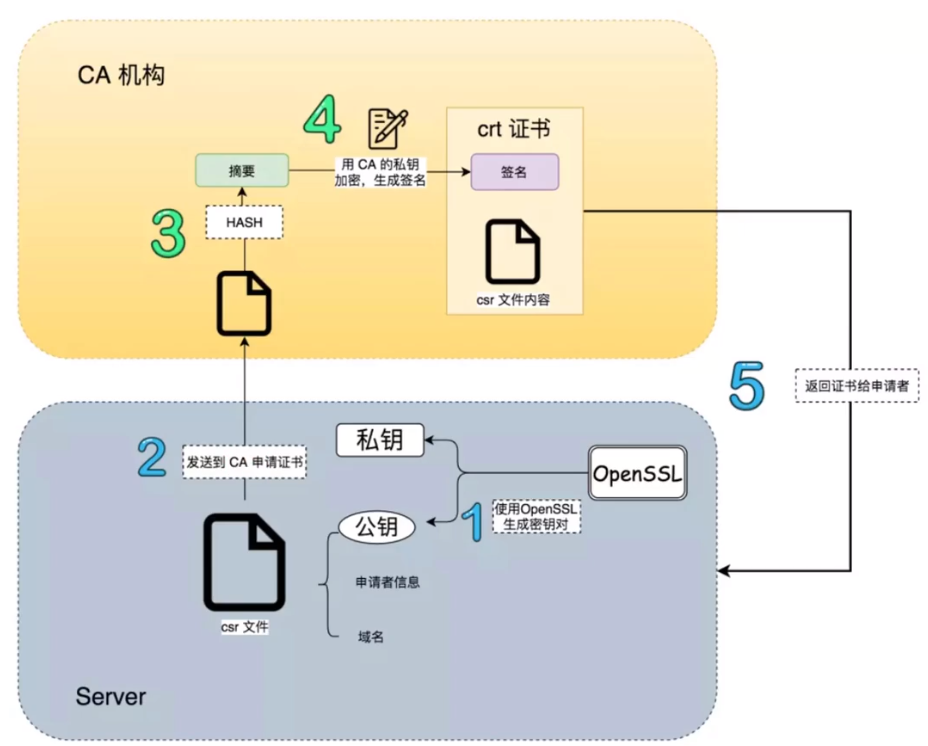 CA 机构
4
crt 证书
摘要
用 CA 的私钥
加密，生成签名
签名
3
HASH
csr 文件内容
5
返回证书给申请者
2
发送到 CA 申请证书
私钥
OpenSSL
1
使用OpenSSL
生成密钥对
公钥
申请者信息
csr 文件
域名
Server